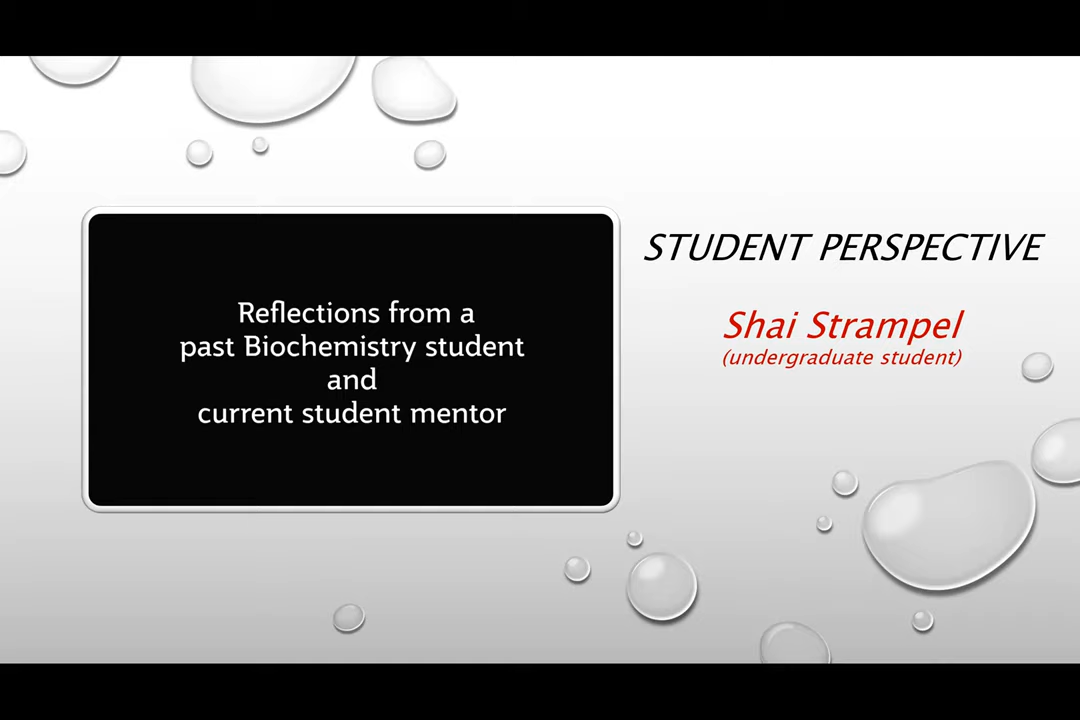 Reflections from a
past Biochemistry student
and
current student mentor
STUDENT PERSPECTIVE
Shai Strampel
(undergraduate student)